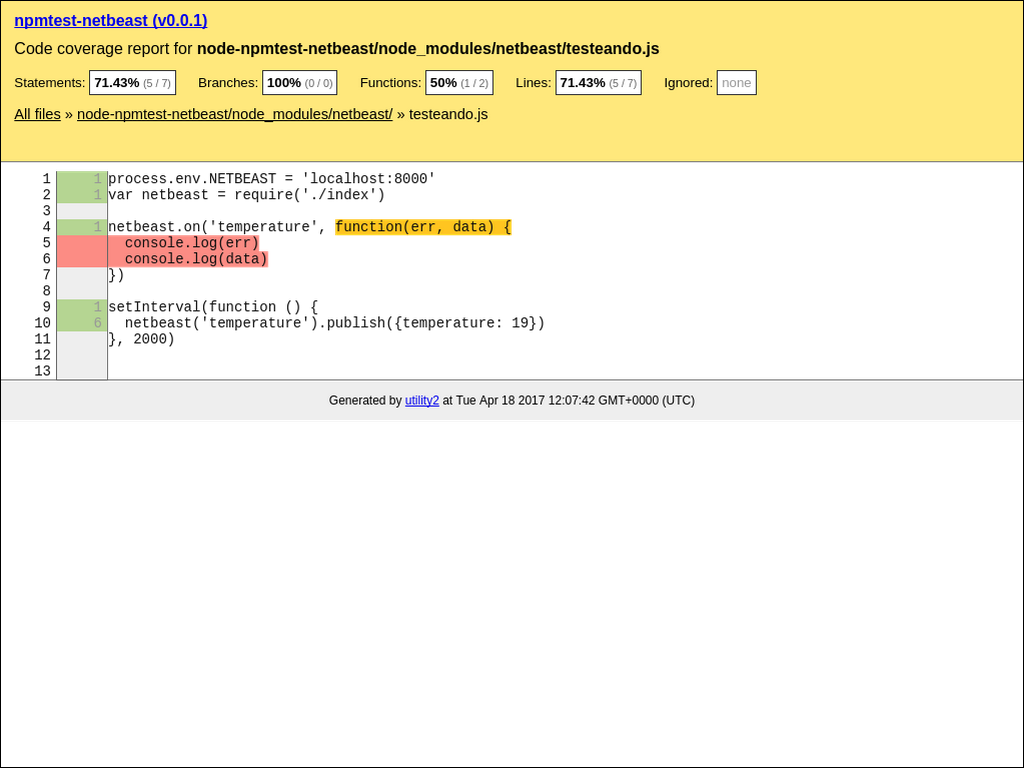 npmtest-netbeast (v0.0.1)
Code coverage report for node-npmtest-netbeast/node_modules/netbeast/testeando.js
Statements: 71.43% (5 / 7) Branches: 100% (0 / 0) Functions: 50% (1 / 2) Lines: 71.43% (5 / 7) Ignored: none
All files » node-npmtest-netbeast/node_modules/netbeast/ » testeando.js
1 1 process.env.NETBEAST = 'localhost:8000'
2 1 var netbeast = require('./index')
3
4 1 netbeast.on('temperature', function(err, data) {
5   console.log(err)
6   console.log(data)
7 })
8
9 1 setInterval(function () {
10 6   netbeast('temperature').publish({temperature: 19})
11 }, 2000)
12
13
Generated by utility2 at Tue Apr 18 2017 12:07:42 GMT+0000 (UTC)